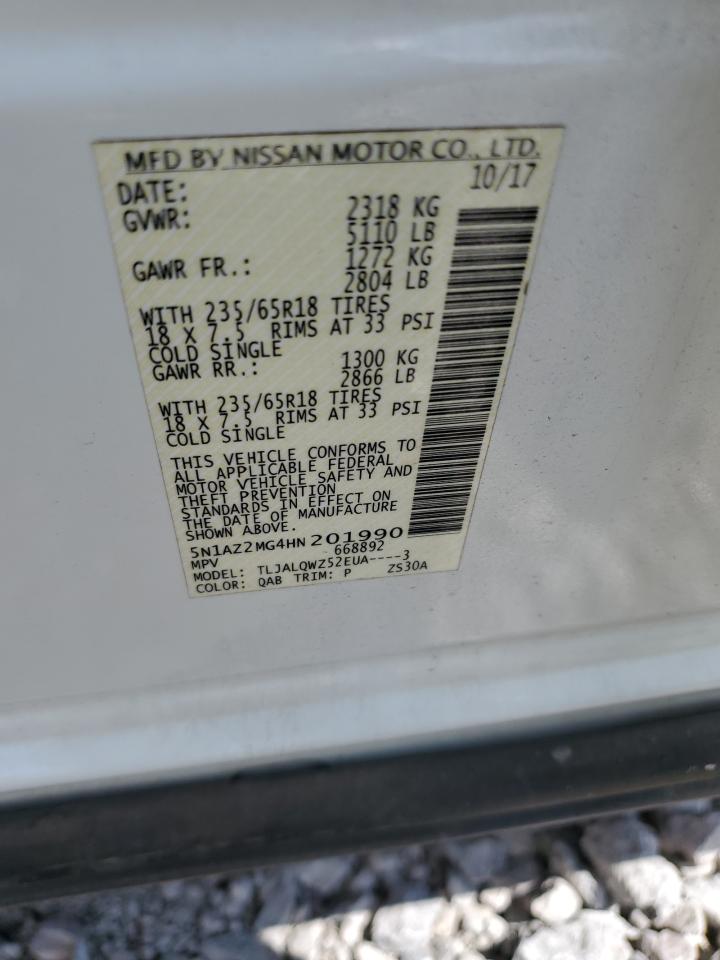 MFD BY NISSAN MOTOR CO., LTD.
DATE: 10/17
GVWR: 2318 KG
5110 LB
GAWR FR.: 1272 KG
2804 LB
WITH 235/65R18 TIRES
18 X 7.5 RIMS AT 33 PSI
COLD SINGLE
GAWR RR.: 1300 KG
2866 LB
WITH 235/65R18 TIRES
18 X 7.5 RIMS AT 33 PSI
COLD SINGLE
THIS VEHICLE CONFORMS TO
ALL APPLICABLE FEDERAL
MOTOR VEHICLE SAFETY AND
THEFT PREVENTION
STANDARDS IN EFFECT ON
THE DATE OF MANUFACTURE
SHOWN ABOVE.
5N1AZ2MG4HN201990
MPV 668892
MODEL: TLJALQWZ52EUA----3
COLOR: QAB TRIM: P ZS30A